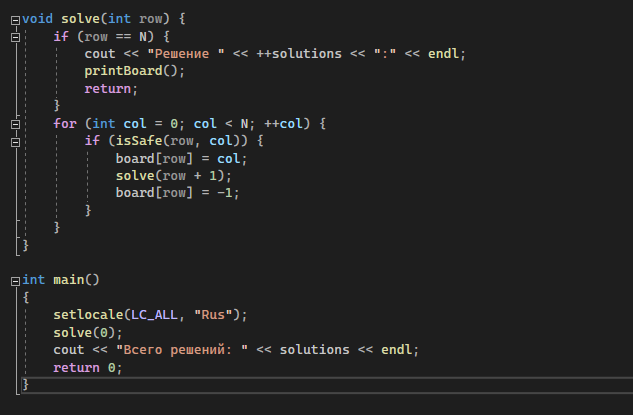 void solve(int row) {
    if (row == N) {
        cout << "Решение " << ++solutions << ":" << endl;
        printBoard();
        return;
    }
    for (int col = 0; col < N; ++col) {
        if (isSafe(row, col)) {
            board[row] = col;
            solve(row + 1);
            board[row] = -1;
        }
    }
}
int main()
{
    setlocale(LC_ALL, "Rus");
    solve(0);
    cout << "Всего решений: " << solutions << endl;
    return 0;
}